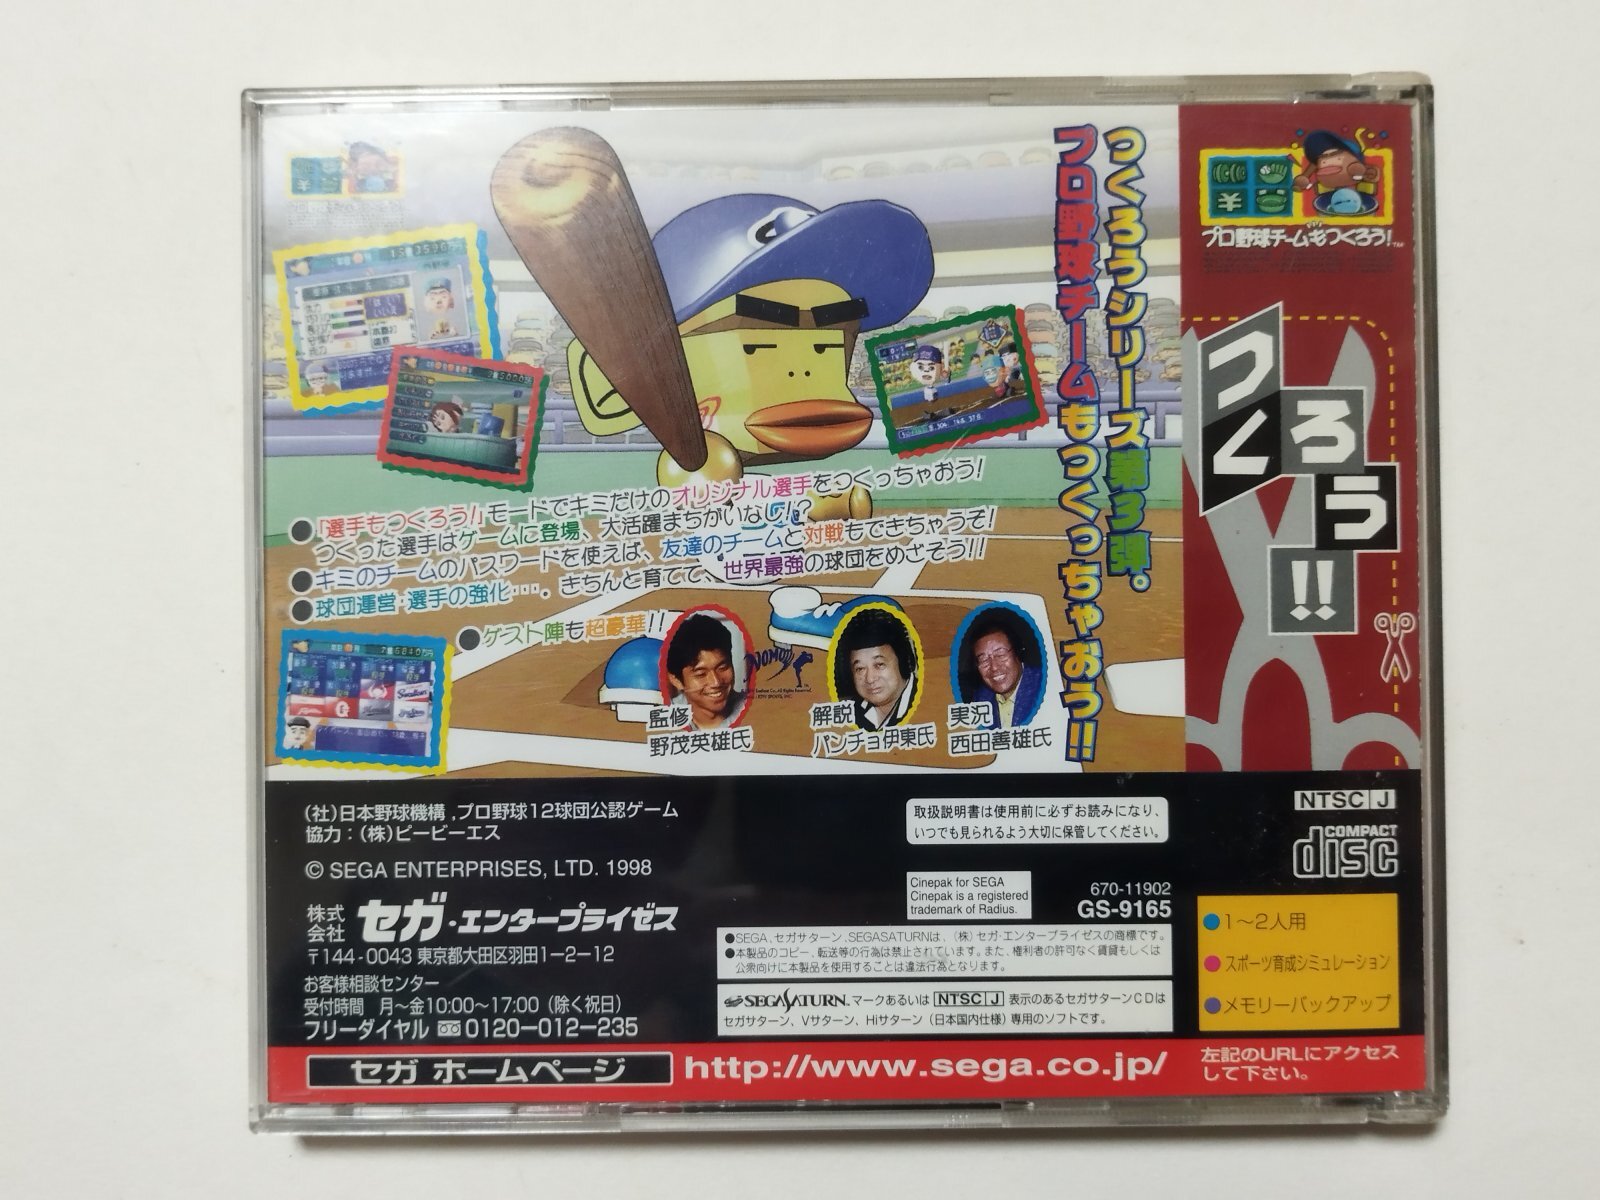 つくろうシリーズ第3弾。
プロ野球チームもつくっちゃおう!!
プロ野球チームもつくろう!
つくろう!!
●「選手もつくろう!」モードでキミだけのオリジナル選手をつくっちゃおう!
つくった選手はゲームに登場、大活躍まちがいなし!?
●キミのチームのパスワードを使えば、友達のチームと対戦もできちゃうぞ!
●球団運営・選手の強化…. きちんと育てて、世界最強の球団をめざそう!!
●ゲスト陣も超豪華!!
NOMO
監修
野茂英雄氏
解説
パンチョ伊東氏
実況
西田善雄氏
(社)日本野球機構,プロ野球12球団公認ゲーム
協力:(株)ピービーエス
© SEGA ENTERPRISES, LTD. 1998
株式会社 セガ・エンタープライゼス
〒144-0043 東京都大田区羽田1-2-12
お客様相談センター
受付時間 月~金10:00~17:00(除く祝日)
フリーダイヤル 0120-012-235
取扱説明書は使用前に必ずお読みになり、
いつでも見られるよう大切に保管してください。
Cinepak for SEGA
Cinepak is a registered
trademark of Radius.
670-11902
GS-9165
●SEGA,セガサターン,SEGASATURNは、(株)セガ・エンタープライゼスの商標です。
●本製品のコピー、転送等の行為は禁止されています。また、権利者の許可なく賃貸もしくは
公衆向けに本製品を使用することは違法行為となります。
SEGASATURN™マークあるいは NTSC J 表示のあるセガサターンCDは
セガサターン、Vサターン、Hiサターン(日本国内仕様)専用のソフトです。
NTSC J
COMPACT
disc
●1~2人用
●スポーツ育成シミュレーション
●メモリーバックアップ
セガ ホームページ http://www.sega.co.jp/
左記のURLにアクセス
して下さい。